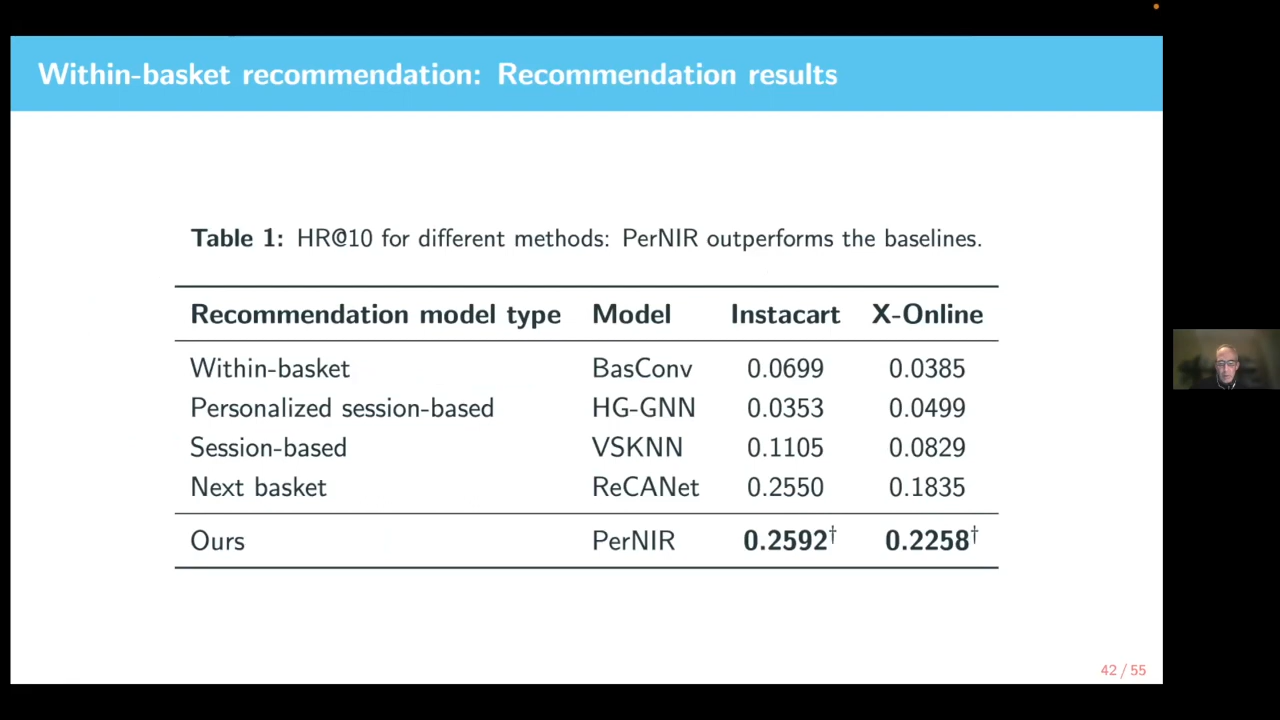 Within-basket recommendation: Recommendation results
Table 1: HR@10 for different methods: PerNIR outperforms the baselines.
Recommendation model type Model Instacart X-Online
Within-basket BasConv 0.0699 0.0385
Personalized session-based HG-GNN 0.0353 0.0499
Session-based VSKNN 0.1105 0.0829
Next basket ReCANet 0.2550 0.1835
Ours PerNIR 0.2592† 0.2258†
42 / 55